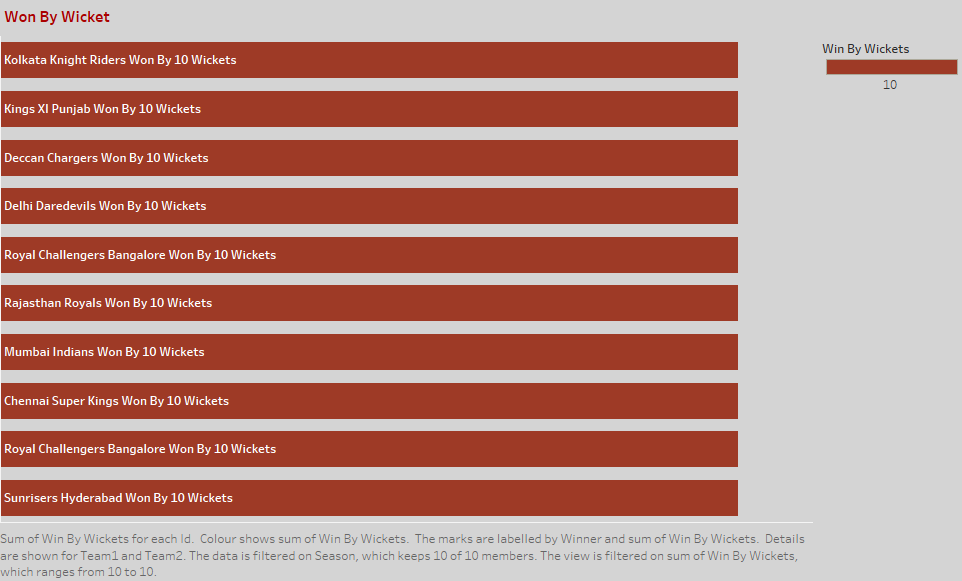 Won By Wicket
Kolkata Knight Riders Won By 10 Wickets
Kings XI Punjab Won By 10 Wickets
Deccan Chargers Won By 10 Wickets
Delhi Daredevils Won By 10 Wickets
Royal Challengers Bangalore Won By 10 Wickets
Rajasthan Royals Won By 10 Wickets
Mumbai Indians Won By 10 Wickets
Chennai Super Kings Won By 10 Wickets
Royal Challengers Bangalore Won By 10 Wickets
Sunrisers Hyderabad Won By 10 Wickets
Win By Wickets
10
Sum of Win By Wickets for each Id. Colour shows sum of Win By Wickets. The marks are labelled by Winner and sum of Win By Wickets. Details
are shown for Team1 and Team2. The data is filtered on Season, which keeps 10 of 10 members. The view is filtered on sum of Win By Wickets,
which ranges from 10 to 10.